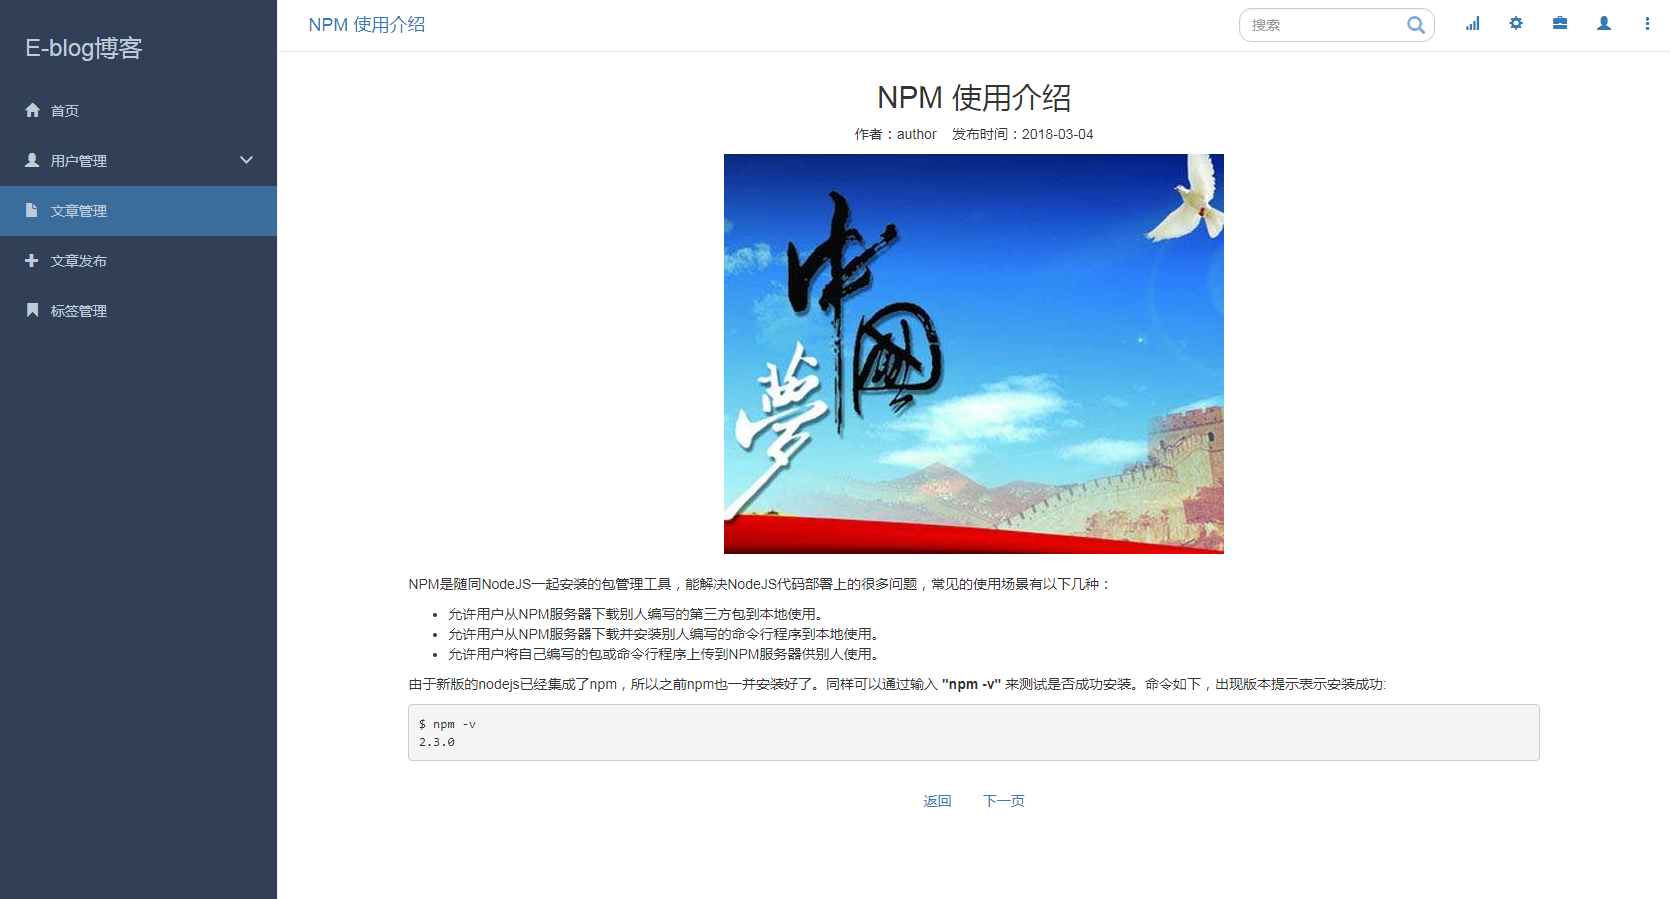 E-blog博客
首页
用户管理
文章管理
文章发布
标签管理
NPM 使用介绍
搜索
NPM 使用介绍
作者：author 发布时间：2018-03-04
中國
夢
NPM是随同NodeJS一起安装的包管理工具，能解决NodeJS代码部署上的很多问题，常见的使用场景有以下几种：
• 允许用户从NPM服务器下载别人编写的第三方包到本地使用。
• 允许用户从NPM服务器下载并安装别人编写的命令行程序到本地使用。
• 允许用户将自己编写的包或命令行程序上传到NPM服务器供别人使用。
由于新版的nodejs已经集成了npm，所以之前npm也一并安装好了。同样可以通过输入 "npm -v" 来测试是否成功安装。命令如下，出现版本提示表示安装成功:
$ npm -v
2.3.0
返回 下一页